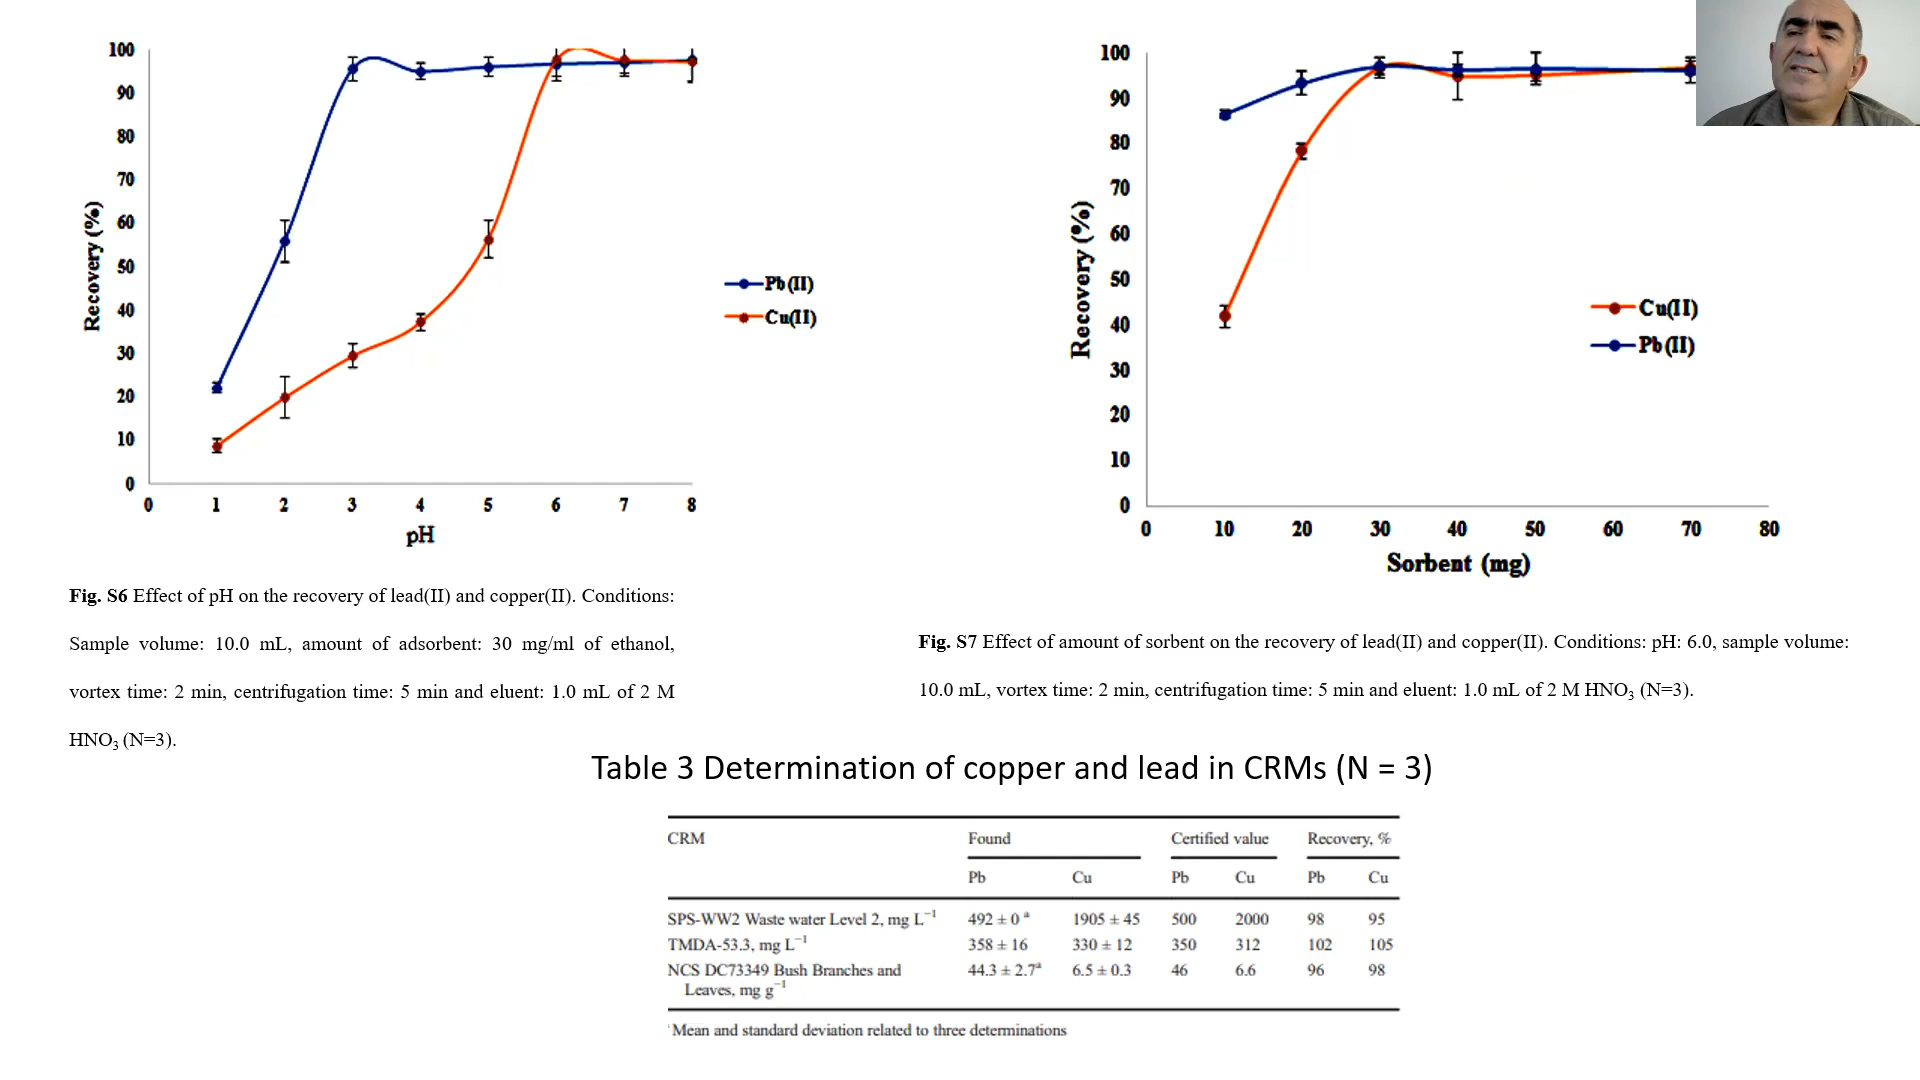 100
90
80
70
60
50
40
30
20
10
0
Recovery (%)
0 1 2 3 4 5 6 7 8
pH
Pb(II)
Cu(II)
100
90
80
70
60
50
40
30
20
10
0
Recovery (%)
0 10 20 30 40 50 60 70 80
Sorbent (mg)
Cu(II)
Pb(II)
Fig. S6 Effect of pH on the recovery of lead(II) and copper(II). Conditions:
Sample volume: 10.0 mL, amount of adsorbent: 30 mg/ml of ethanol,
vortex time: 2 min, centrifugation time: 5 min and eluent: 1.0 mL of 2 M
HNO₃ (N=3).
Fig. S7 Effect of amount of sorbent on the recovery of lead(II) and copper(II). Conditions: pH: 6.0, sample volume:
10.0 mL, vortex time: 2 min, centrifugation time: 5 min and eluent: 1.0 mL of 2 M HNO₃ (N=3).
Table 3 Determination of copper and lead in CRMs (N = 3)
CRM Found Certified value Recovery, %
Pb Cu Pb Cu Pb Cu
SPS-WW2 Waste water Level 2, mg L⁻¹ 492 ± 0 ᵃ 1905 ± 45 500 2000 98 95
TMDA-53.3, mg L⁻¹ 358 ± 16 330 ± 12 350 312 102 105
NCS DC73349 Bush Branches and 44.3 ± 2.7ᵃ 6.5 ± 0.3 46 6.6 96 98
Leaves, mg g⁻¹
Mean and standard deviation related to three determinations